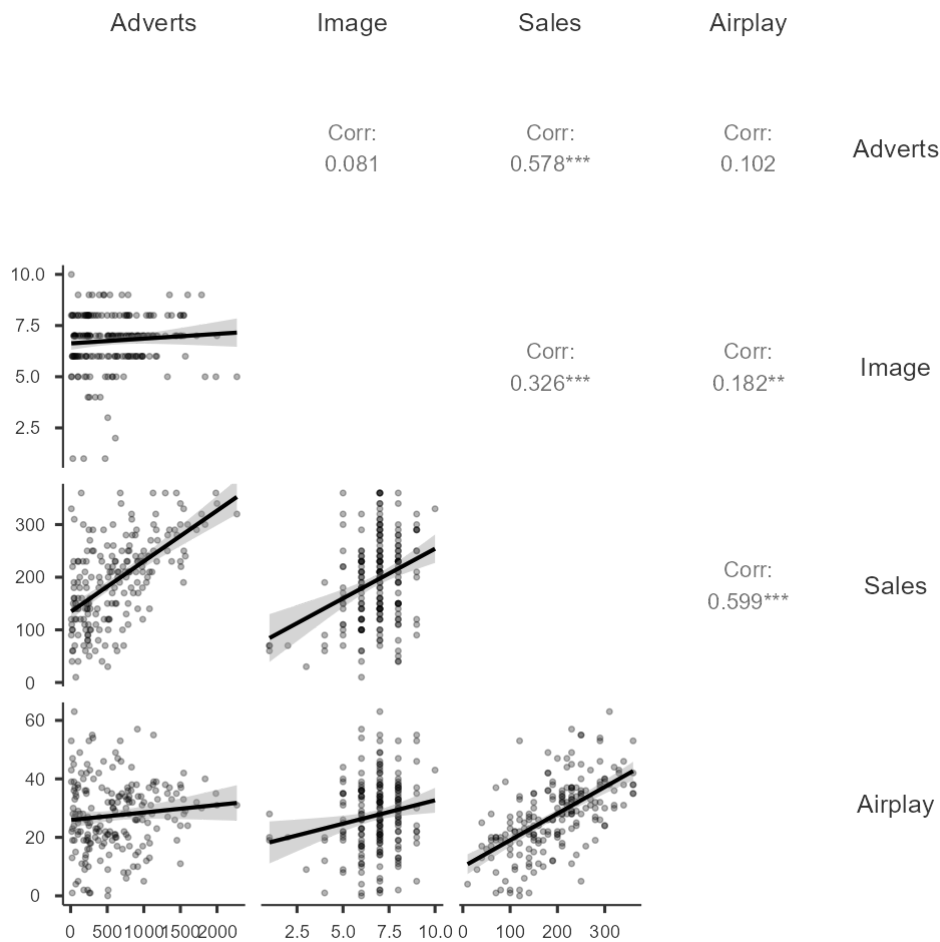 Adverts Image Sales Airplay
Corr: Corr: Corr:
0.081 0.578*** 0.102
Adverts
10.0
7.5
5.0
2.5
Corr: Corr:
0.326*** 0.182**
Image
300
200
100
0
Corr:
0.599***
Sales
60
40
20
0
Airplay
0 500 1000 1500 2000 2.5 5.0 7.5 10.0 0 100 200 300